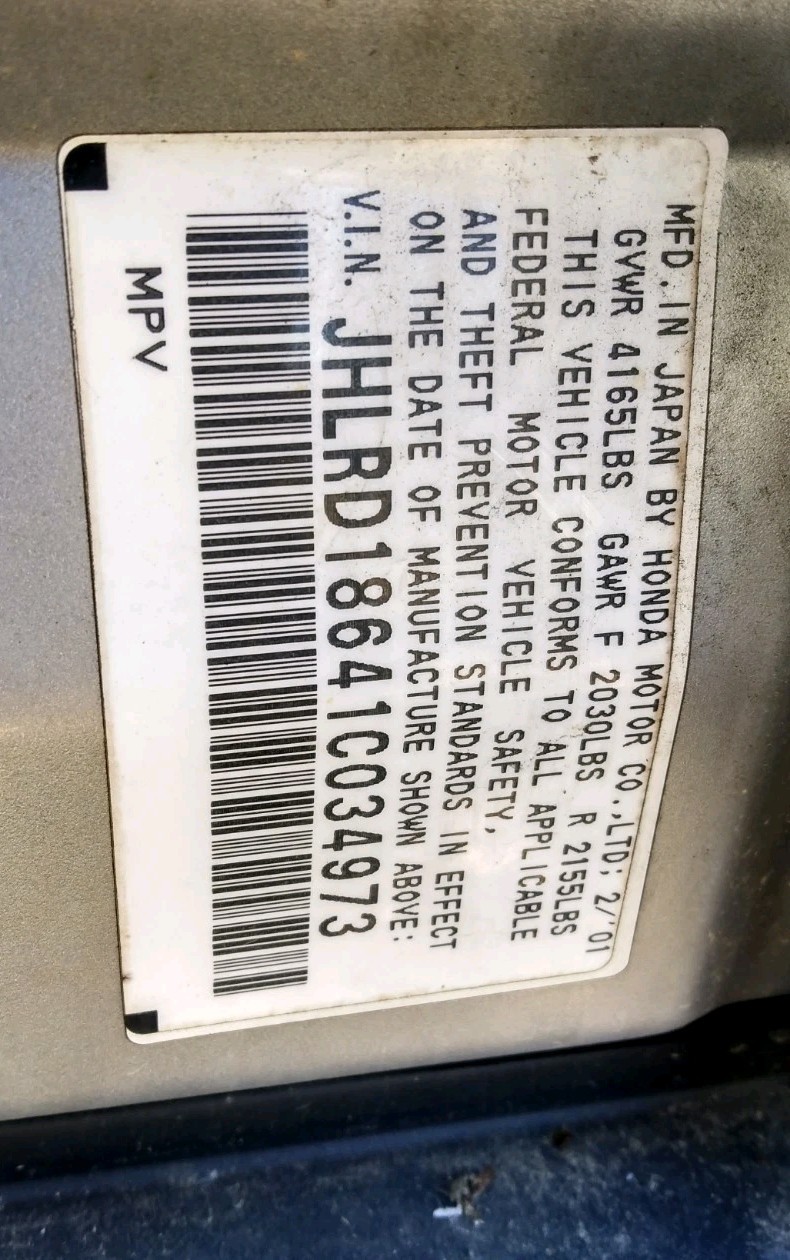 MFD. IN JAPAN BY HONDA MOTOR CO.,LTD; 2/'01
GVWR 4165LBS GAWR F 2030LBS R 2155LBS
THIS VEHICLE CONFORMS TO ALL APPLICABLE
FEDERAL MOTOR VEHICLE SAFETY,
AND THEFT PREVENTION STANDARDS IN EFFECT
ON THE DATE OF MANUFACTURE SHOWN ABOVE:
V.I.N. JHLRD18641C034973
MPV